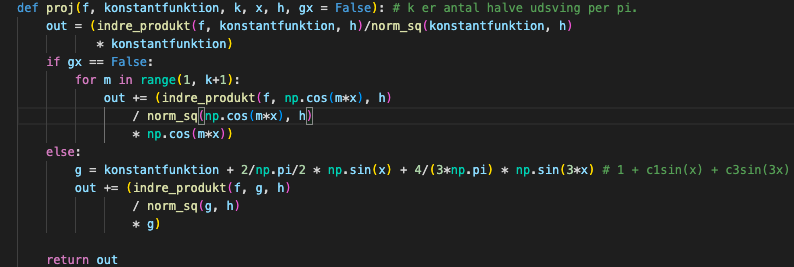 def proj(f, konstantfunktion, k, x, h, gx = False): # k er antal halve udsving per pi.
    out = (indre_produkt(f, konstantfunktion, h)/norm_sq(konstantfunktion, h)
            * konstantfunktion)
    if gx == False:
        for m in range(1, k+1):
            out += (indre_produkt(f, np.cos(m*x), h)
                / norm_sq(np.cos(m*x), h)
                * np.cos(m*x))
    else:
        g = konstantfunktion + 2/np.pi/2 * np.sin(x) + 4/(3*np.pi) * np.sin(3*x) # 1 + c1sin(x) + c3sin(3x)
        out += (indre_produkt(f, g, h)
                / norm_sq(g, h)
                * g)
    return out